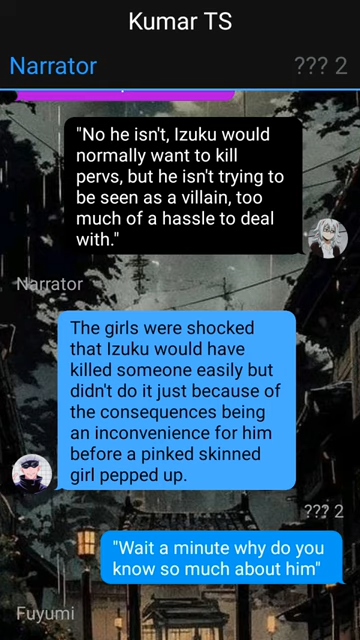 Kumar TS
Narrator
??? 2
"No he isn't, Izuku would
normally want to kill
pervs, but he isn't trying to
be seen as a villain, too
much of a hassle to deal
with."
Narrator
The girls were shocked
that Izuku would have
killed someone easily but
didn't do it just because of
the consequences being
an inconvenience for him
before a pinked skinned
girl pepped up.
??? 2
"Wait a minute why do you
know so much about him"
Fuyumi